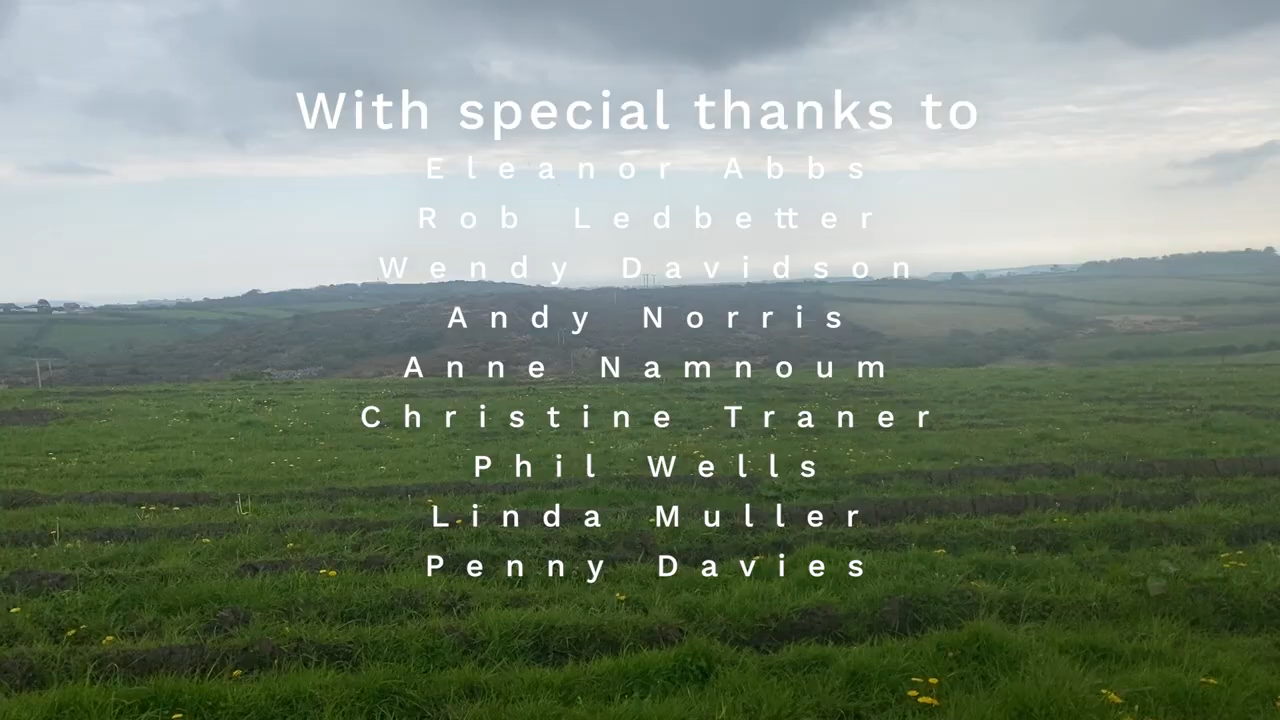 With special thanks to
Eleanor Abbs
Rob Ledbetter
Wendy Davidson
Andy Norris
Anne Namnoum
Christine Traner
Phil Wells
Linda Muller
Penny Davies